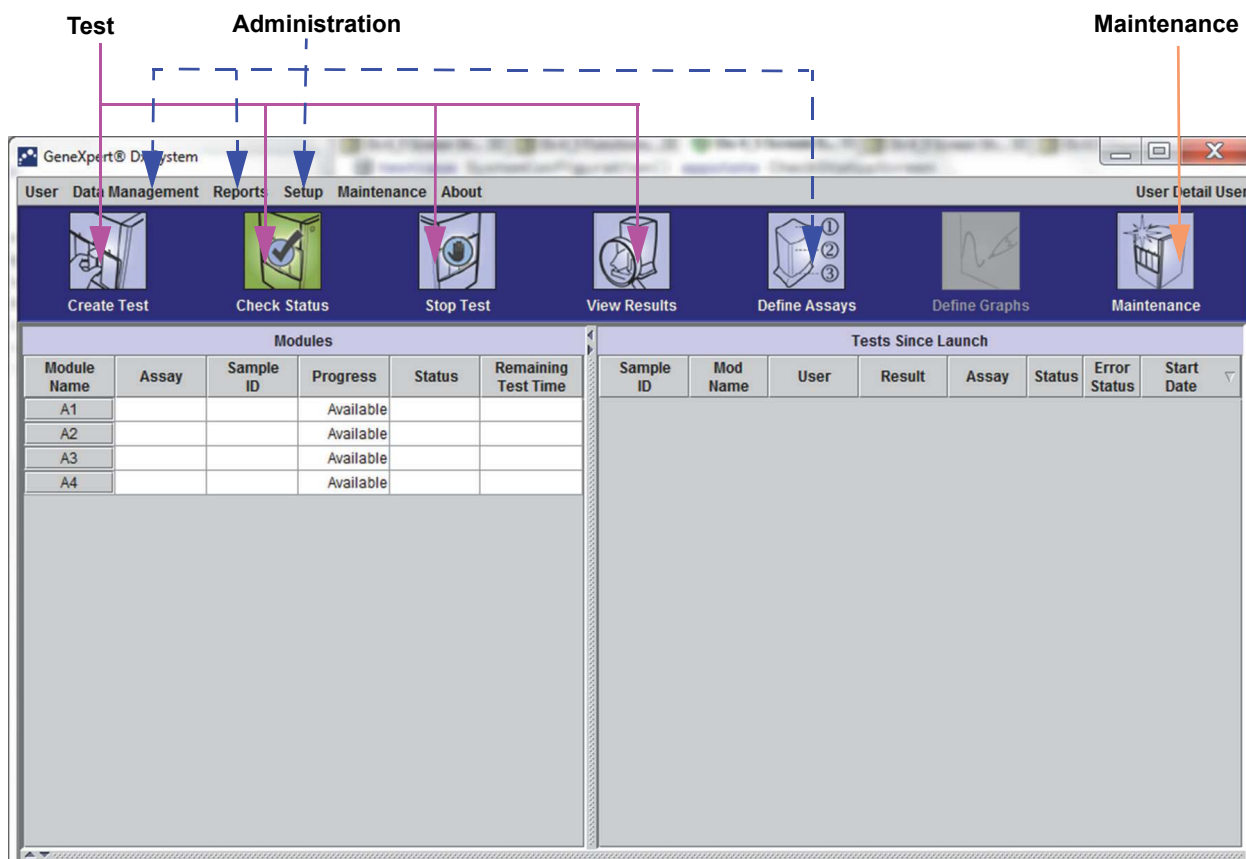 Test Administration Maintenance
GeneXpert® Dx System
User Data Management Reports Setup Maintenance About User Detail User
① ② ③
Create Test Check Status Stop Test View Results Define Assays Define Graphs Maintenance
Modules Tests Since Launch
Module Name Assay Sample ID Progress Status Remaining Test Time Sample ID Mod Name User Result Assay Status Error Status Start Date
A1 Available
A2 Available
A3 Available
A4 Available